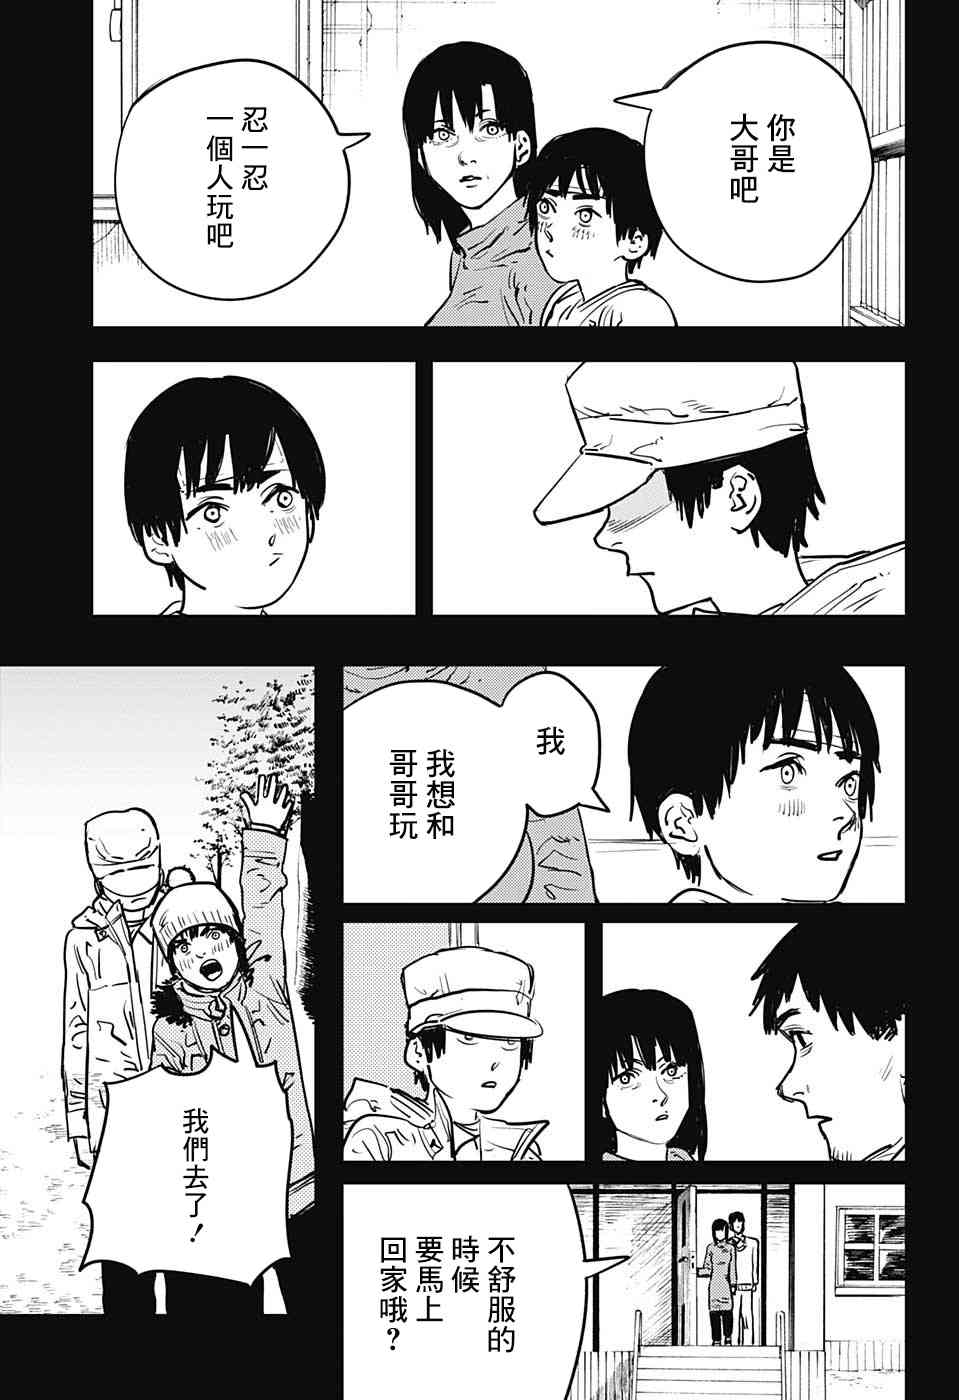 你是
大哥吧
忍一忍
一個人玩吧
我
我想和
哥哥玩
不舒服的
時候
要馬上
回家哦？
我們去了！